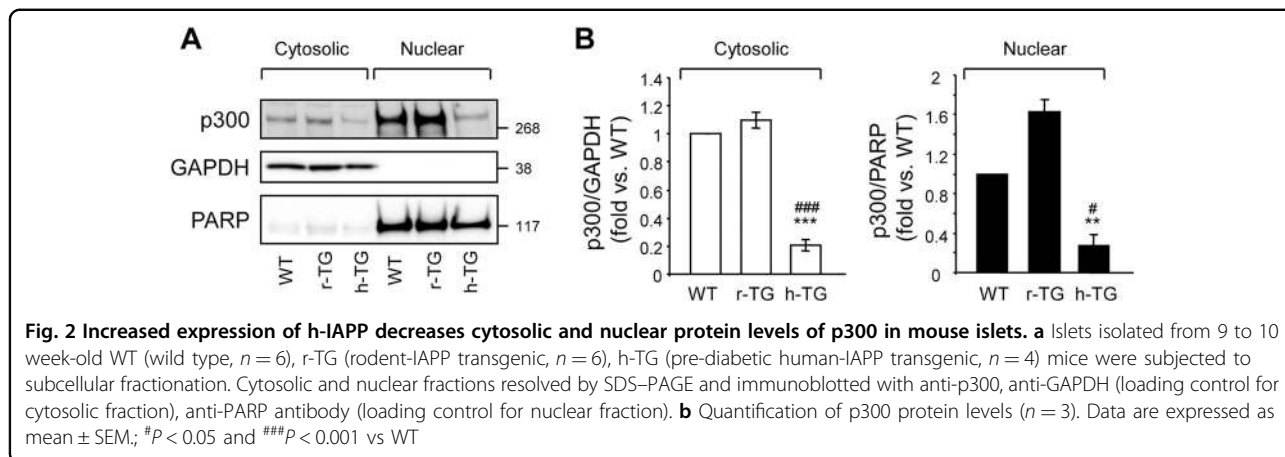 A
Cytosolic Nuclear
p300
268
GAPDH
38
PARP
117
WT r-TG h-TG WT r-TG h-TG
B
Cytosolic
p300/GAPDH
(fold vs. WT)
1.4
1.2
1
0.8
0.6
0.4
0.2
0
###
***
WT r-TG h-TG
Nuclear
p300/PARP
(fold vs. WT)
2
1.6
1.2
0.8
0.4
0
#
**
WT r-TG h-TG
Fig. 2 Increased expression of h-IAPP decreases cytosolic and nuclear protein levels of p300 in mouse islets. a Islets isolated from 9 to 10
week-old WT (wild type, n = 6), r-TG (rodent-IAPP transgenic, n = 6), h-TG (pre-diabetic human-IAPP transgenic, n = 4) mice were subjected to
subcellular fractionation. Cytosolic and nuclear fractions resolved by SDS–PAGE and immunoblotted with anti-p300, anti-GAPDH (loading control for
cytosolic fraction), anti-PARP antibody (loading control for nuclear fraction). b Quantification of p300 protein levels (n = 3). Data are expressed as
mean ± SEM.; #P < 0.05 and ###P < 0.001 vs WT